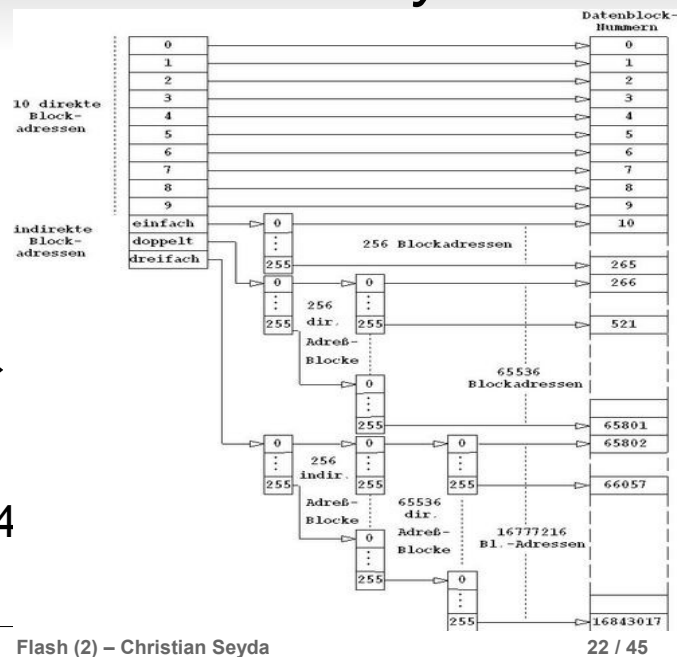 Datenblock-
Nummern
0 0
1 1
2 2
10 direkte 3 3
Block- 4 4
adressen 5 5
6 6
7 7
8 8
9 9
indirekte einfach 0 10
Block- doppelt : 256 Blockadressen
adressen dreifach 255 265
0 0 266
: 256 :
255 dir. 255 521
Adreß-
Blocke
0 65536
: Blockadressen
255 65801
0 0 0 65802
: 256 : :
255 indir. 255 255 66057
Adreß- 65536
Blocke dir.
0 Adreß- 16777216
: Blocke Bl.-Adressen
255 0
:
255 16843017
4
Flash (2) – Christian Seyda 22 / 45